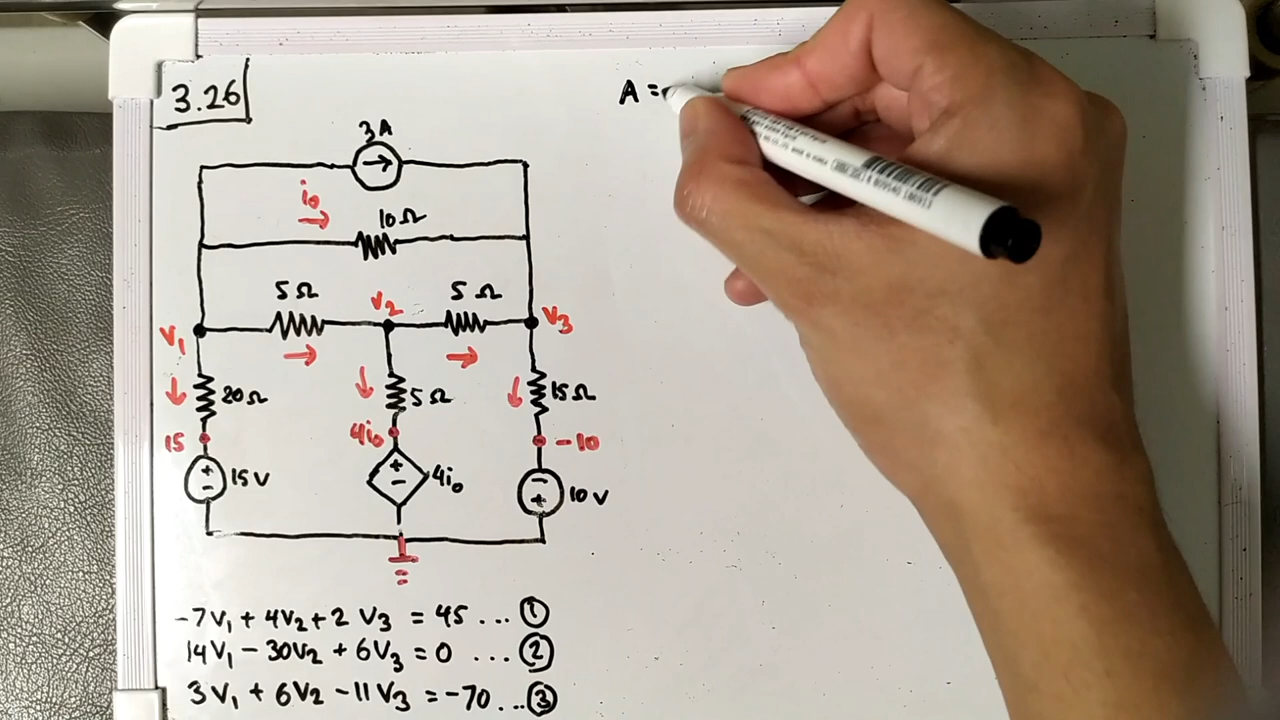 3.26
A =
3A
i₀
10Ω
5Ω
V₂
5Ω
V₁
V₃
20Ω
5Ω
15Ω
15
4i₀
-10
+
-
15V
+
-
4i₀
-
+
10V
-7V₁ + 4V₂ + 2V₃ = 45 ... ①
14V₁ - 30V₂ + 6V₃ = 0 ... ②
3V₁ + 6V₂ - 11V₃ = -70 ... ③